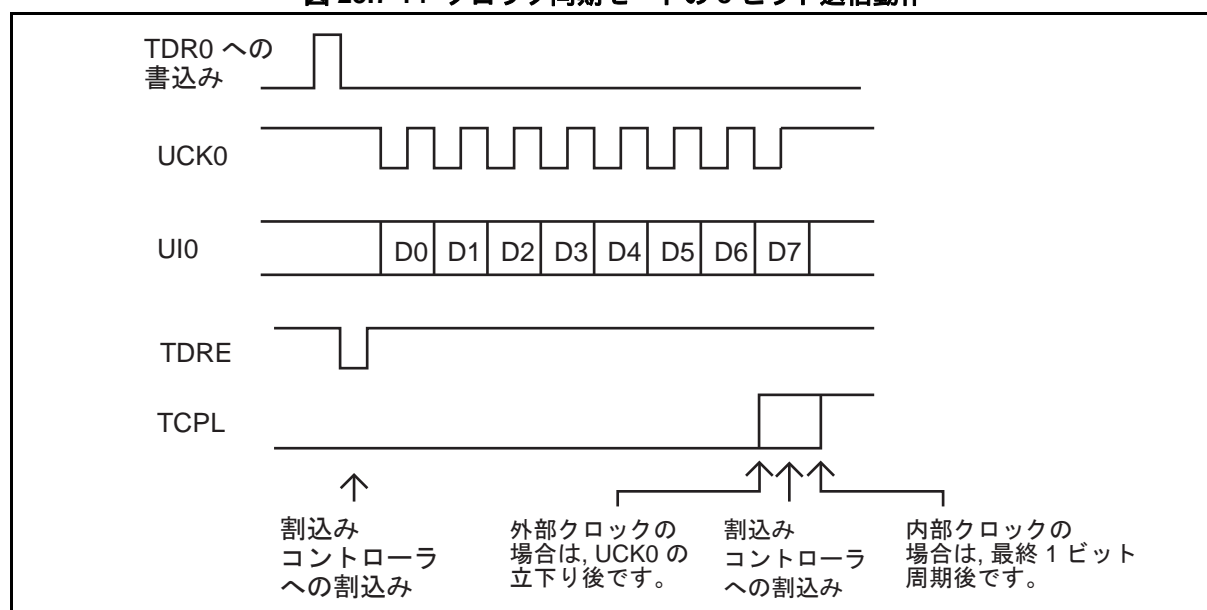 TDR0 への
書込み
UCK0
UI0
D0 D1 D2 D3 D4 D5 D6 D7
TDRE
TCPL
割込み
コントローラ
への割込み
外部クロックの
場合は, UCK0 の
立下り後です。
割込み
コントローラ
への割込み
内部クロックの
場合は, 最終 1 ビット
周期後です。